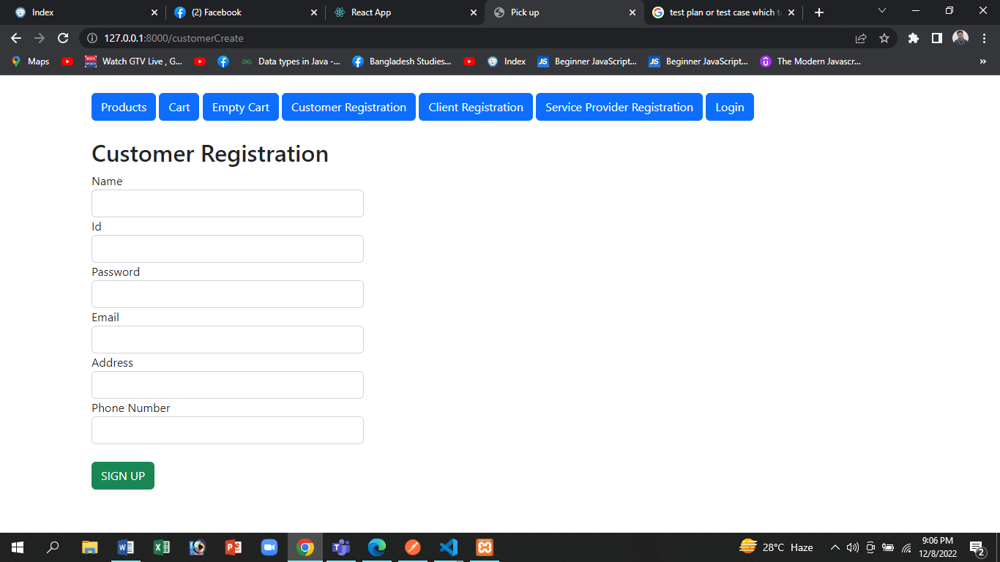 Index
(2) Facebook
React App
Pick up
test plan or test case which t
127.0.0.1:8000/customerCreate
Maps
Watch GTV Live , G...
Data types in Java -...
Bangladesh Studies...
Index
JS
Beginner JavaScript...
JS
Beginner JavaScript...
The Modern Javascr...
»
Products
Cart
Empty Cart
Customer Registration
Client Registration
Service Provider Registration
Login
Customer Registration
Name
Id
Password
Email
Address
Phone Number
SIGN UP
28°C Haze
9:06 PM
12/8/2022
2